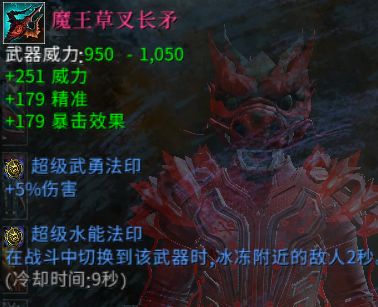 魔王草叉长矛
武器威力:950 - 1,050
+251 威力
+179 精准
+179 暴击效果
超级武勇法印
+5%伤害
超级水能法印
在战斗中切换到该武器时,冰冻附近的敌人2秒.
(冷却时间:9秒)